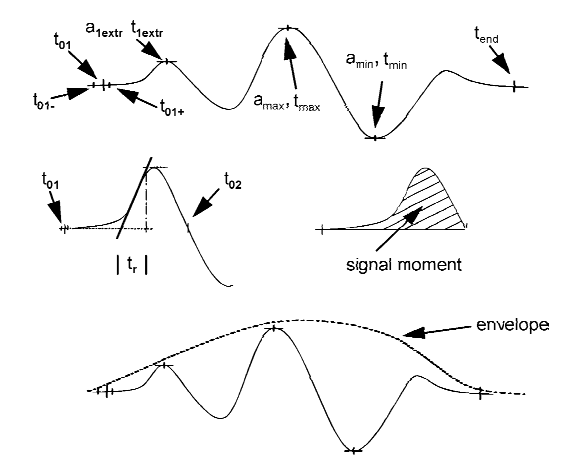 a1extr t1extr
t01
tend
amin, tmin
t01-
t01+
amax, tmax
t01
t02
| tr |
signal moment
envelope